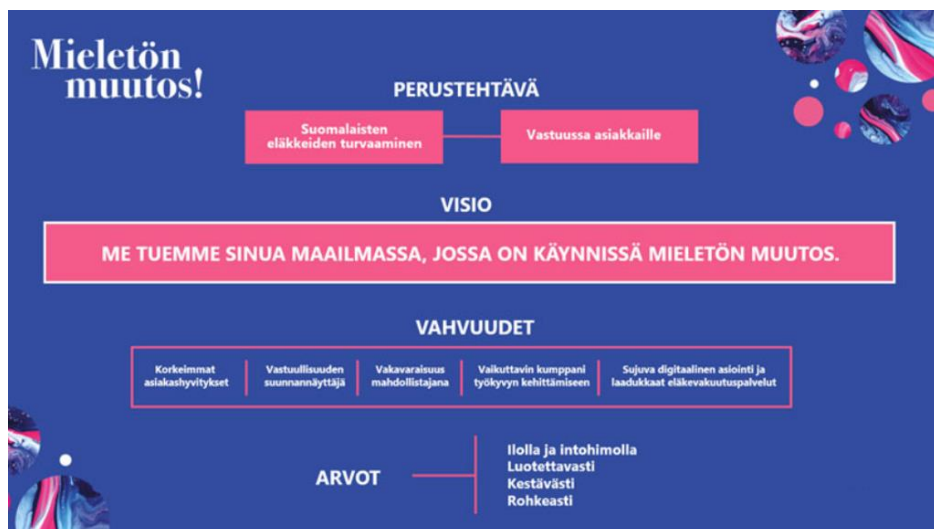 Mieletön
muutos!
PERUSTEHTÄVÄ
Suomalaisten
eläkkeiden turvaaminen
Vastuussa asiakkaille
VISIO
ME TUEMME SINUA MAAILMASSA, JOSSA ON KÄYNNISSÄ MIELETÖN MUUTOS.
VAHVUUDET
Korkeimmat
asiakashyvitykset
Vastuullisuuden
suunnannäyttäjä
Vakavaraisuus
mahdollistajana
Vaikuttavin kumppani
työkyvyn kehittämiseen
Sujuva digitaalinen asiointi ja
laadukkaat eläkevakuutuspalvelut
ARVOT
Ilolla ja intohimolla
Luotettavasti
Kestävästi
Rohkeasti